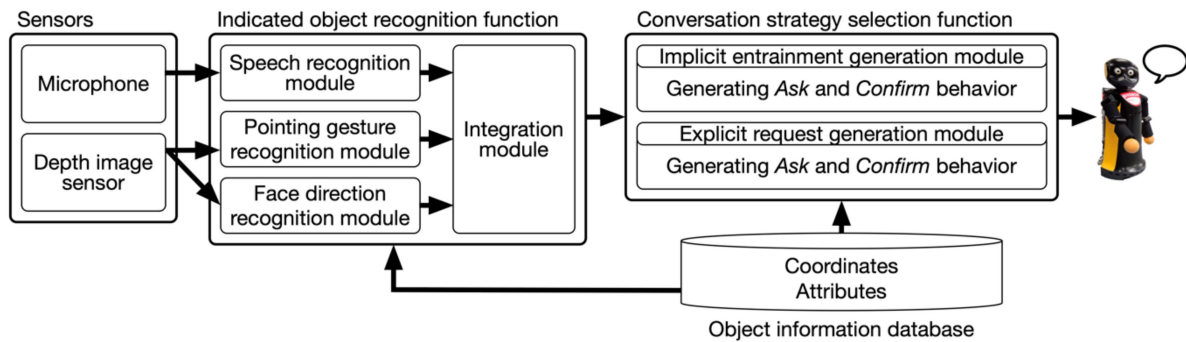 Sensors
Microphone
Depth image
sensor
Indicated object recognition function
Speech recognition
module
Pointing gesture
recognition module
Face direction
recognition module
Integration
module
Conversation strategy selection function
Implicit entrainment generation module
Generating Ask and Confirm behavior
Explicit request generation module
Generating Ask and Confirm behavior
Coordinates
Attributes
Object information database